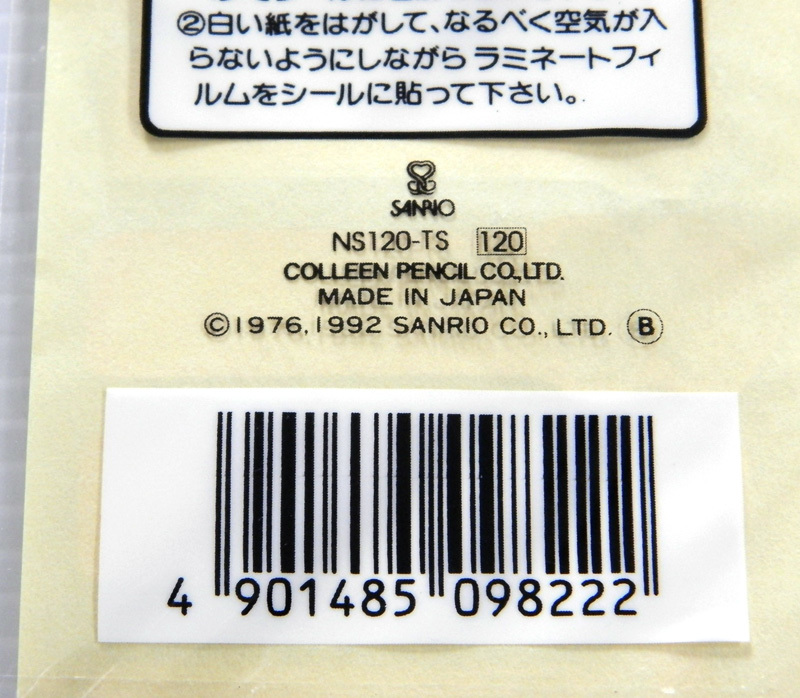 ②白い紙をはがして、なるべく空気が入
らないようにしながら ラミネートフィ
ルムをシールに貼って下さい。
SANRIO
NS120-TS 120
COLLEEN PENCIL CO.,LTD.
MADE IN JAPAN
©1976, 1992 SANRIO CO., LTD. Ⓑ
4 901485 098222